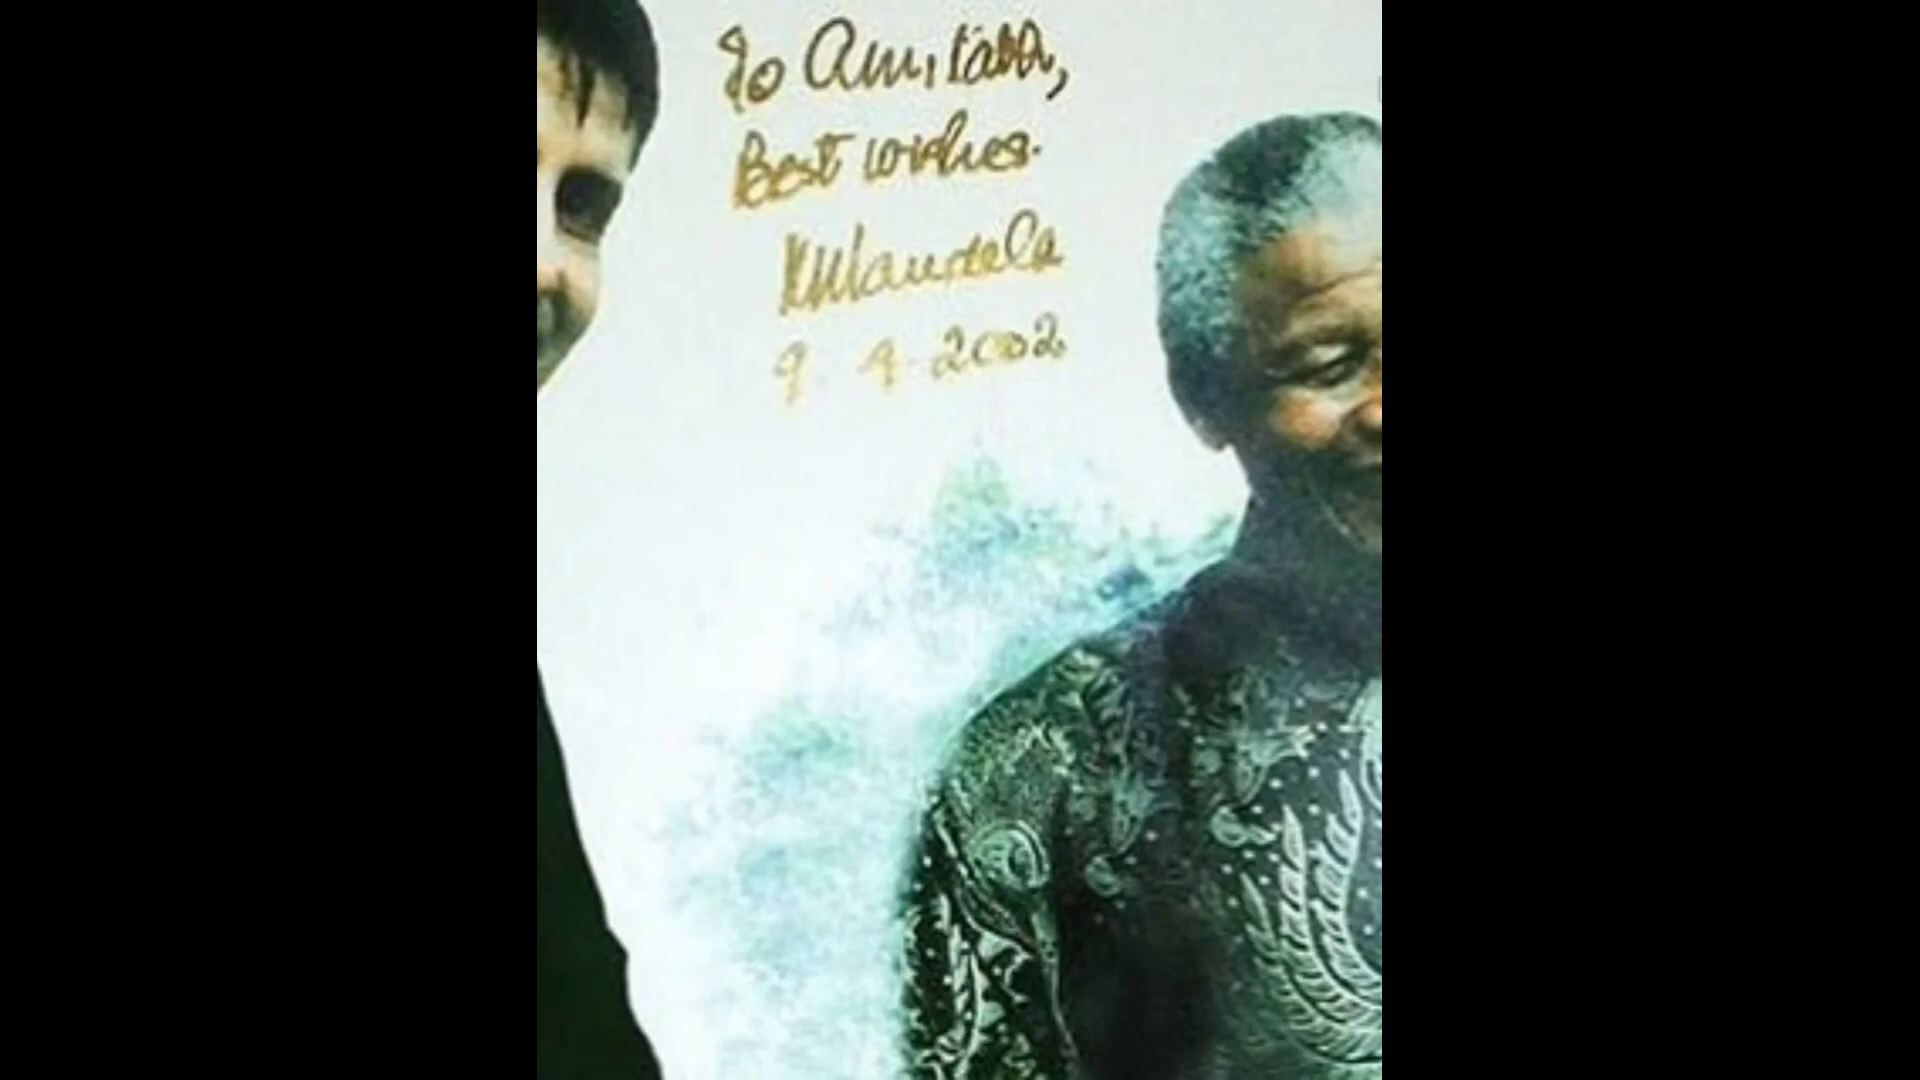 To Amitabh,
Best wishes.
NMandela
9. 9. 2002